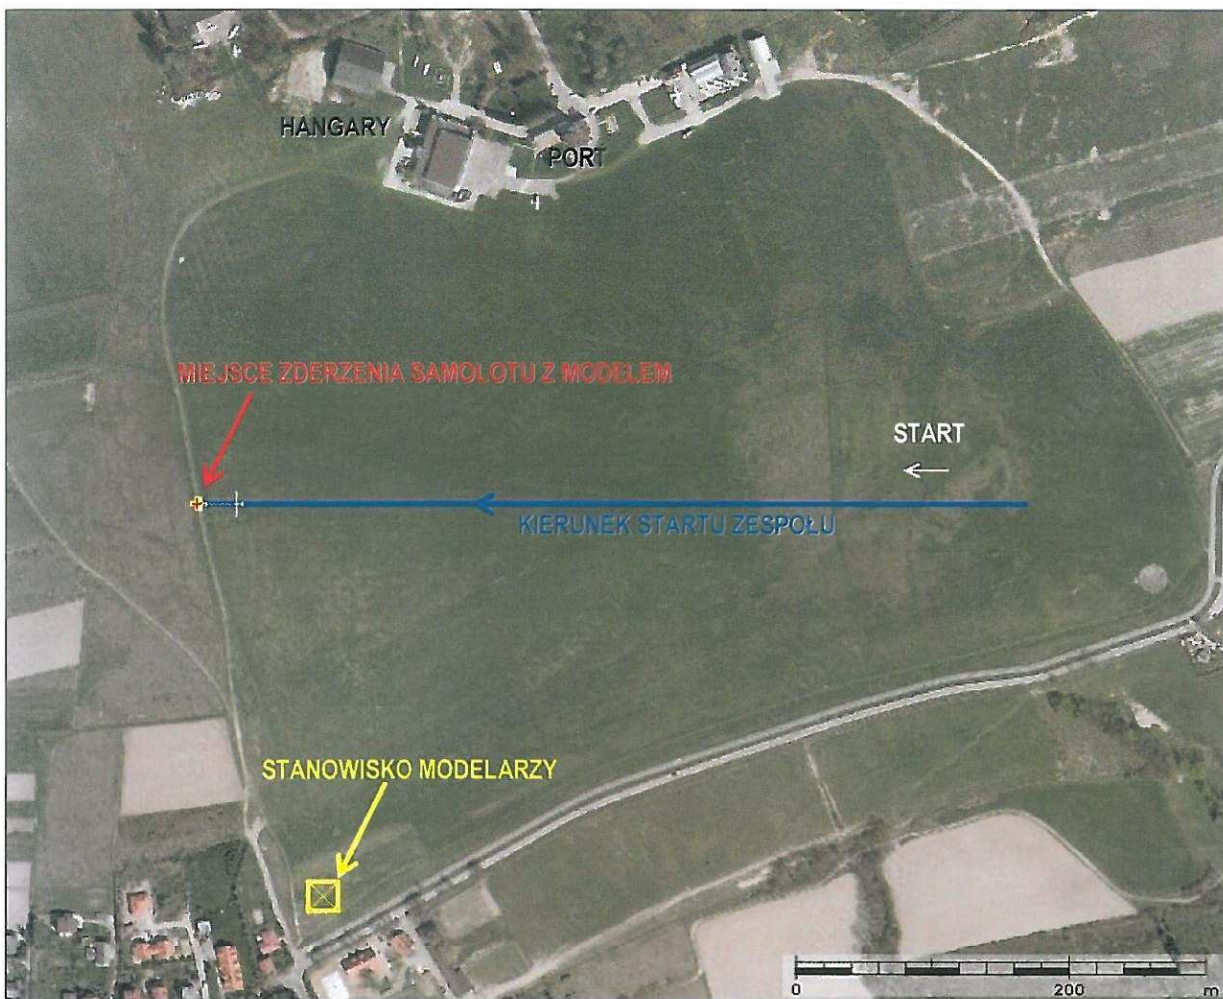 HANGARY
PORT
MIEJSCE ZDERZENIA SAMOLOTU Z MODELEM
START
KIERUNEK STARTU ZESPOŁU
STANOWISKO MODELARZY
0 200 m